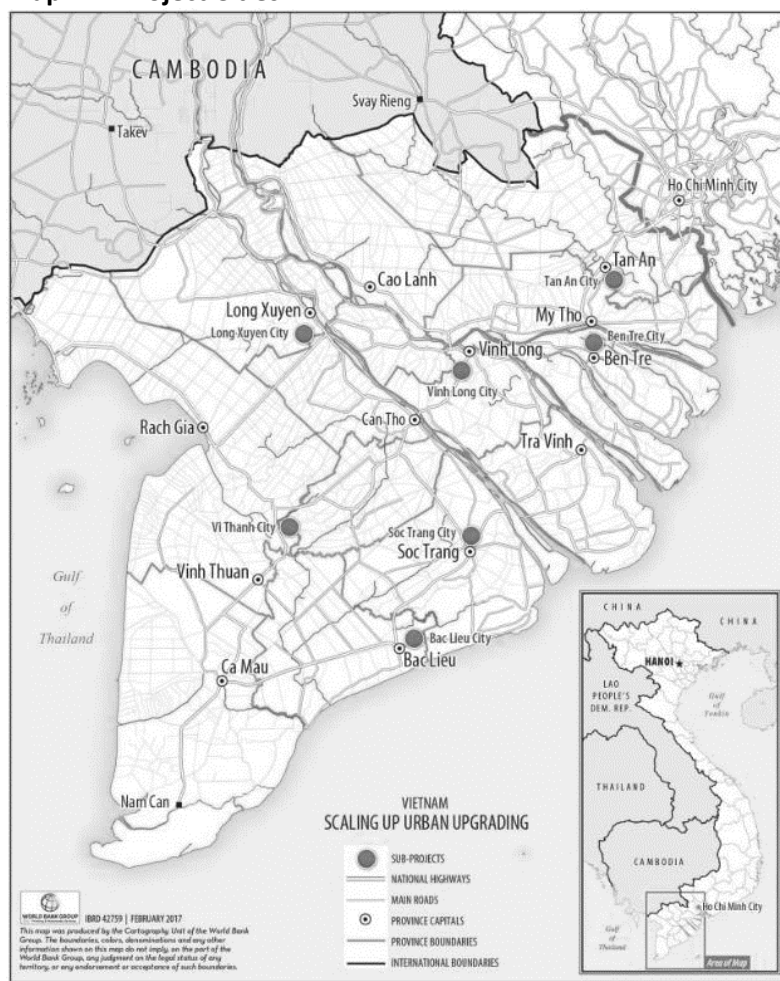 CAMBODIA
Svay Rieng
Takev
Ho Chi Minh City
Tan An
Tan An City
Cao Lanh
Long Xuyen
Long Xuyen City
My Tho
Ben Tre City
Ben Tre
Vinh Long
Vinh Long City
Can Tho
Rach Gia
Tra Vinh
Vi Thanh City
Soc Trang City
Soc Trang
Vinh Thuan
Gulf
of
Thailand
Bac Lieu City
Bac Lieu
Ca Mau
Nam Can
VIETNAM
SCALING UP URBAN UPGRADING
SUB-PROJECTS
NATIONAL HIGHWAYS
MAIN ROADS
PROVINCE CAPITALS
PROVINCE BOUNDARIES
INTERNATIONAL BOUNDARIES
WORLD BANK GROUP
IBRD 42759 | FEBRUARY 2017
This map was produced by the Cartography Unit of the World Bank
Group. The boundaries, colors, denominations and any other
information shown on this map do not imply, on the part of the
World Bank Group, any judgment on the legal status of any
territory, or any endorsement or acceptance of such boundaries.
CHINA
CHINA
HANOI
LAO
PEOPLE'S
DEM. REP.
Gulf
of
Tonkin
THAILAND
CAMBODIA
Ho Chi Minh City
Gulf
of
Thailand
Area of Map